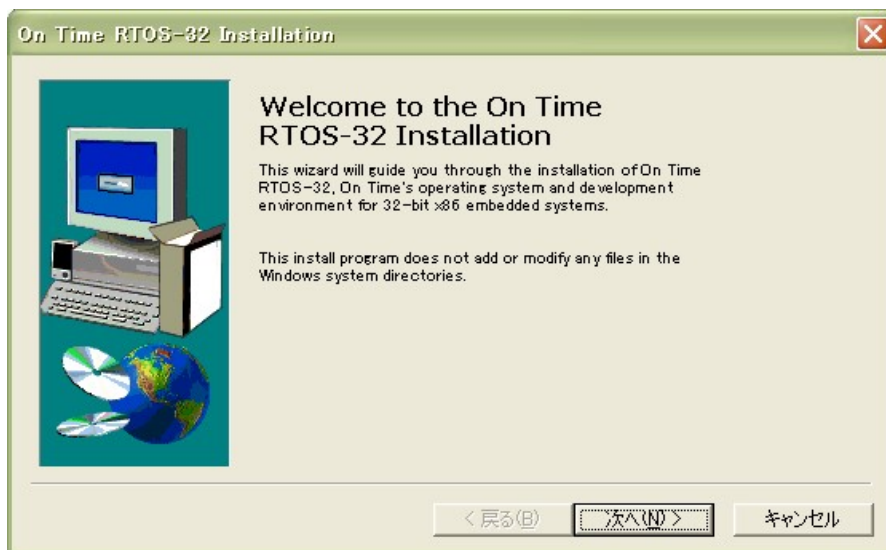 On Time RTOS-32 Installation
Welcome to the On Time
RTOS-32 Installation
This wizard will guide you through the installation of On Time
RTOS-32, On Time's operating system and development
environment for 32-bit x86 embedded systems.
This install program does not add or modify any files in the
Windows system directories.
< 戻る(B)
次へ(N) >
キャンセル